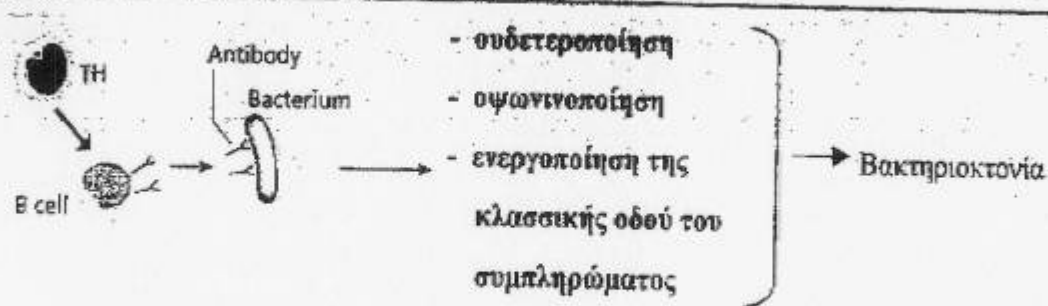 TH
B cell
Antibody
Bacterium
- ουδετεροποίηση
- οψωνινοποίηση
- ενεργοποίηση της
κλασσικής οδού του
συμπληρώματος
Βακτηριοκτονία